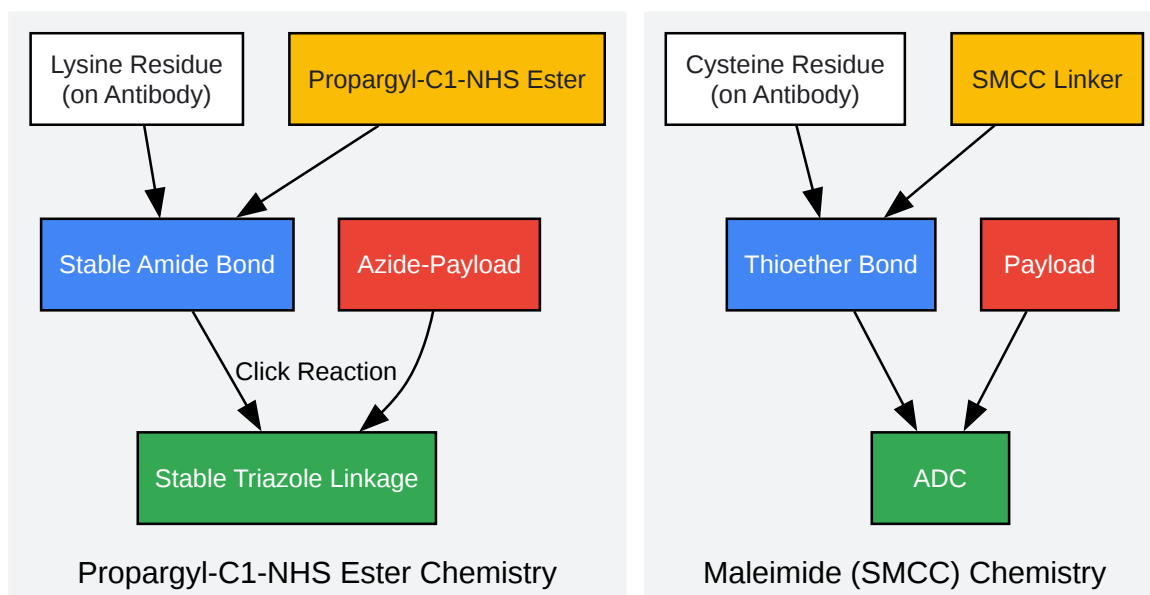 Lysine Residue
(on Antibody)
Propargyl-C1-NHS Ester
Stable Amide Bond
Azide-Payload
Click Reaction
Stable Triazole Linkage
Propargyl-C1-NHS Ester Chemistry
Cysteine Residue
(on Antibody)
SMCC Linker
Thioether Bond
Payload
ADC
Maleimide (SMCC) Chemistry